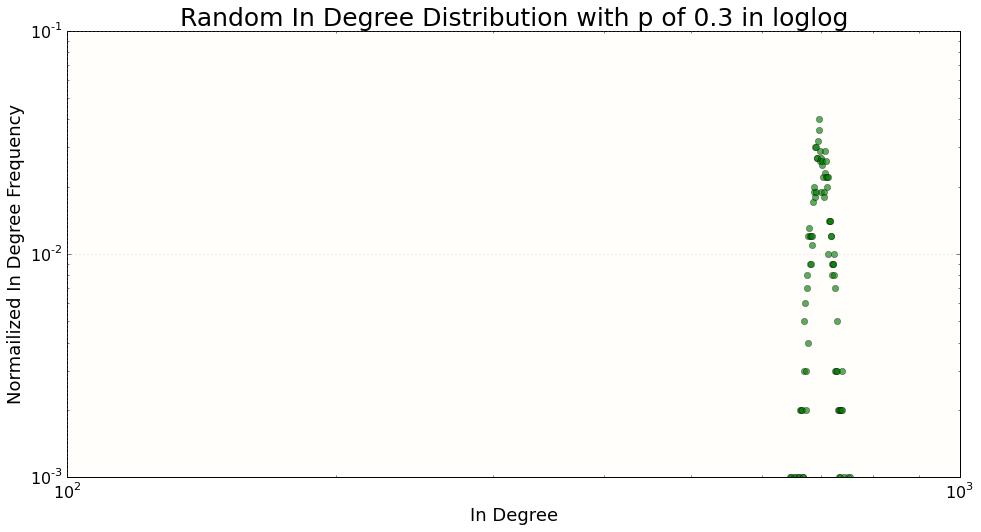 Random In Degree Distribution with p of 0.3 in loglog
10^-1
10^-2
10^-3
Normailized In Degree Frequency
10^2
10^3
In Degree